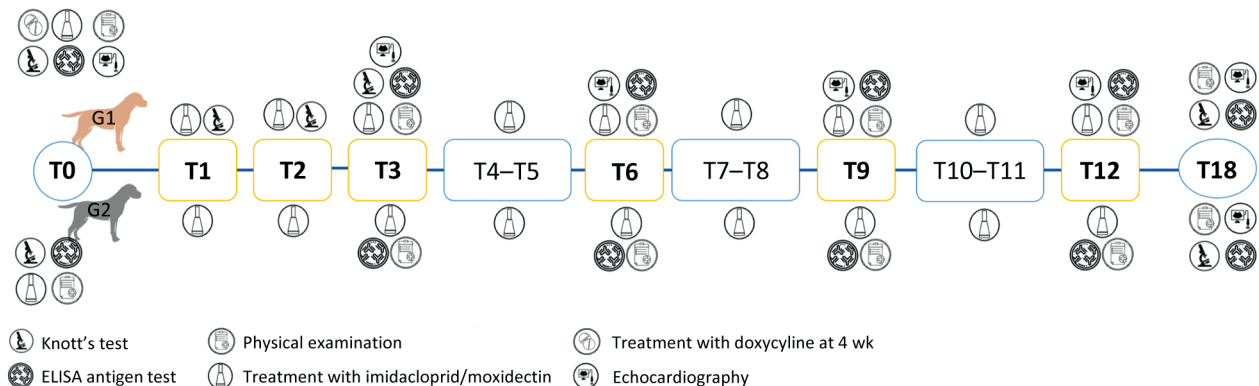 G1
T0 T1 T2 T3 T4–T5 T6 T7–T8 T9 T10–T11 T12 T18
G2
Knott's test Physical examination Treatment with doxycyline at 4 wk
ELISA antigen test Treatment with imidacloprid/moxidectin Echocardiography